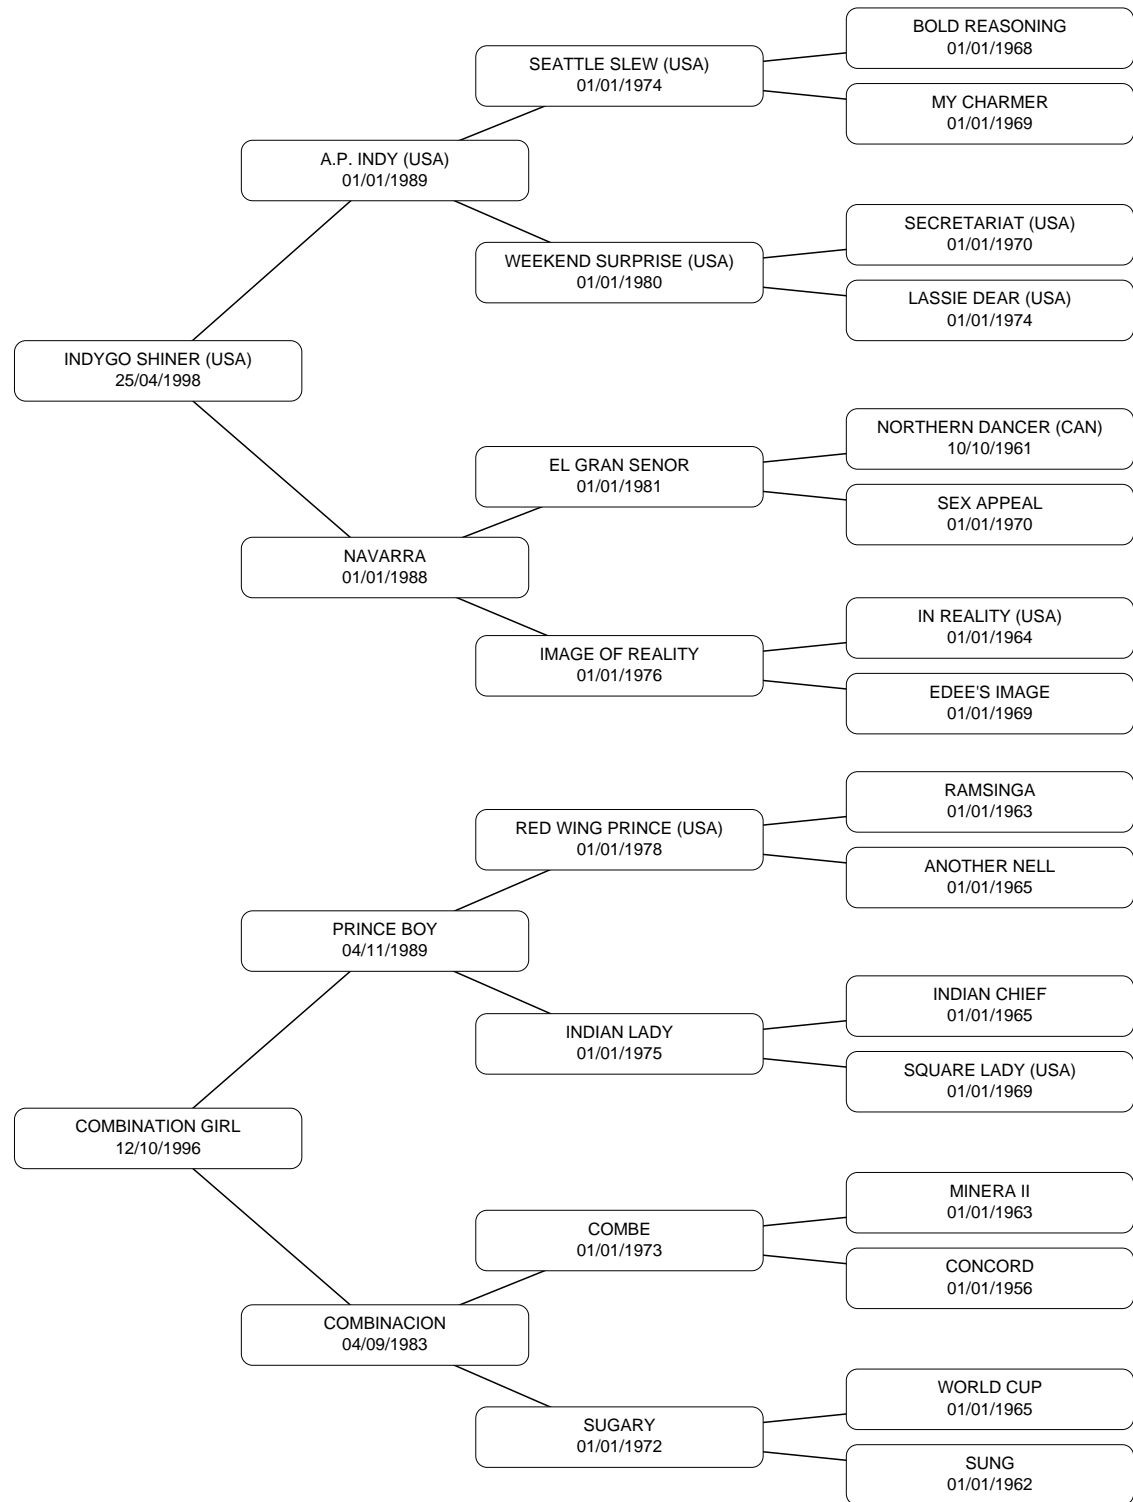 BOLD REASONING
01/01/1968
SEATTLE SLEW (USA)
01/01/1974
MY CHARMER
01/01/1969
A.P. INDY (USA)
01/01/1989
SECRETARIAT (USA)
01/01/1970
WEEKEND SURPRISE (USA)
01/01/1980
LASSIE DEAR (USA)
01/01/1974
INDYGO SHINER (USA)
25/04/1998
NORTHERN DANCER (CAN)
10/10/1961
EL GRAN SENOR
01/01/1981
SEX APPEAL
01/01/1970
NAVARRA
01/01/1988
IN REALITY (USA)
01/01/1964
IMAGE OF REALITY
01/01/1976
EDEE'S IMAGE
01/01/1969
RAMSINGA
01/01/1963
RED WING PRINCE (USA)
01/01/1978
ANOTHER NELL
01/01/1965
PRINCE BOY
04/11/1989
INDIAN CHIEF
01/01/1965
INDIAN LADY
01/01/1975
SQUARE LADY (USA)
01/01/1969
COMBINATION GIRL
12/10/1996
MINERA II
01/01/1963
COMBE
01/01/1973
CONCORD
01/01/1956
COMBINACION
04/09/1983
WORLD CUP
01/01/1965
SUGARY
01/01/1972
SUNG
01/01/1962